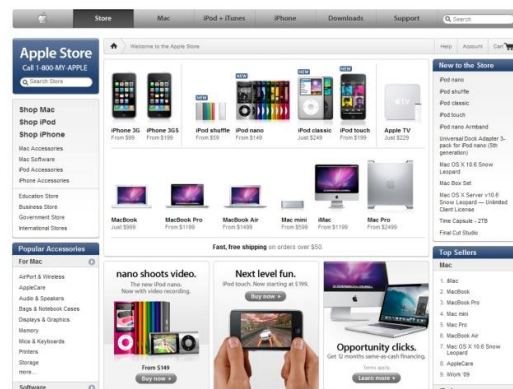 Store
Mac
iPod + iTunes
iPhone
Downloads
Support
Search
Apple Store
Call 1-800-MY-APPLE
Search Store
Welcome to the Apple Store
Help
Account
Cart
Shop Mac
Shop iPod
Shop iPhone
Mac Accessories
Mac Software
iPod Accessories
iPhone Accessories
Education Store
Business Store
Government Store
International Stores
Popular Accessories
For Mac
AirPort & Wireless
AppleCare
Audio & Speakers
Bags & Notebook Cases
Displays & Graphics
Memory
Mice & Keyboards
Printers
Storage
more...
Software
NEW
NEW
NEW
NEW
iPhone 3G
From $99
iPhone 3GS
From $199
iPod shuffle
From $59
iPod nano
From $149
iPod classic
Just $249
iPod touch
From $199
Apple TV
Just $229
MacBook
Just $999
MacBook Pro
From $1199
MacBook Air
From $1499
Mac mini
From $599
iMac
From $1199
Mac Pro
From $2499
Fast, free shipping on orders over $50.
nano shoots video.
The new iPod nano.
Now with video recording.
From $149
Buy now
Next level fun.
iPod touch. Now starting at $199.
Buy now
Opportunity clicks.
Get 12 months same-as-cash financing.
Terms apply.
Learn more
New to the Store
iPod nano
iPod shuffle
iPod classic
iPod touch
iPod nano Armband
Universal Dock Adapter 3-
pack for iPod nano (5th
generation)
Mac OS X 10.6 Snow
Leopard
Mac Box Set
Mac OS X Server v10.6
Snow Leopard — Unlimited
Client License
Time Capsule - 2TB
Final Cut Studio
Top Sellers
Mac
1. iMac
2. MacBook
3. MacBook Pro
4. Mac mini
5. Mac Pro
6. MacBook Air
7. Mac OS X 10.6 Snow
Leopard
8. AppleCare
9. iWork '09